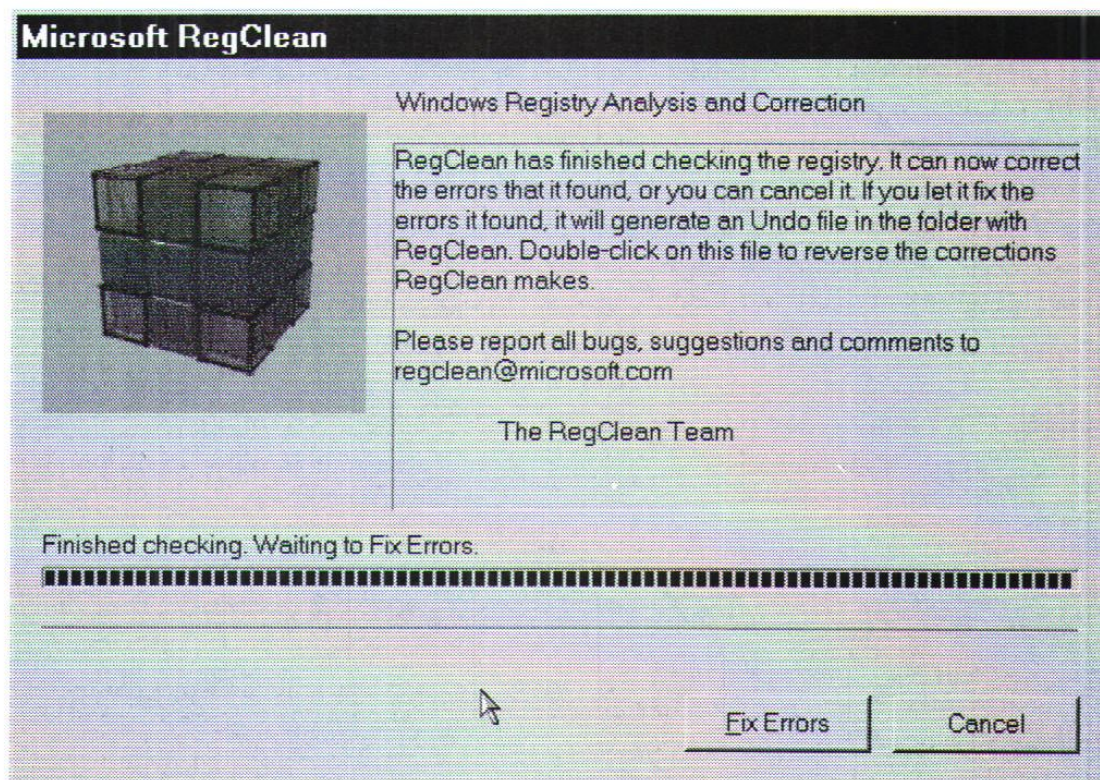 Microsoft RegClean
Windows Registry Analysis and Correction
RegClean has finished checking the registry. It can now correct
the errors that it found, or you can cancel it. If you let it fix the
errors it found, it will generate an Undo file in the folder with
RegClean. Double-click on this file to reverse the corrections
RegClean makes.
Please report all bugs, suggestions and comments to
regclean@microsoft.com
The RegClean Team
Finished checking. Waiting to Fix Errors.
Fix Errors
Cancel